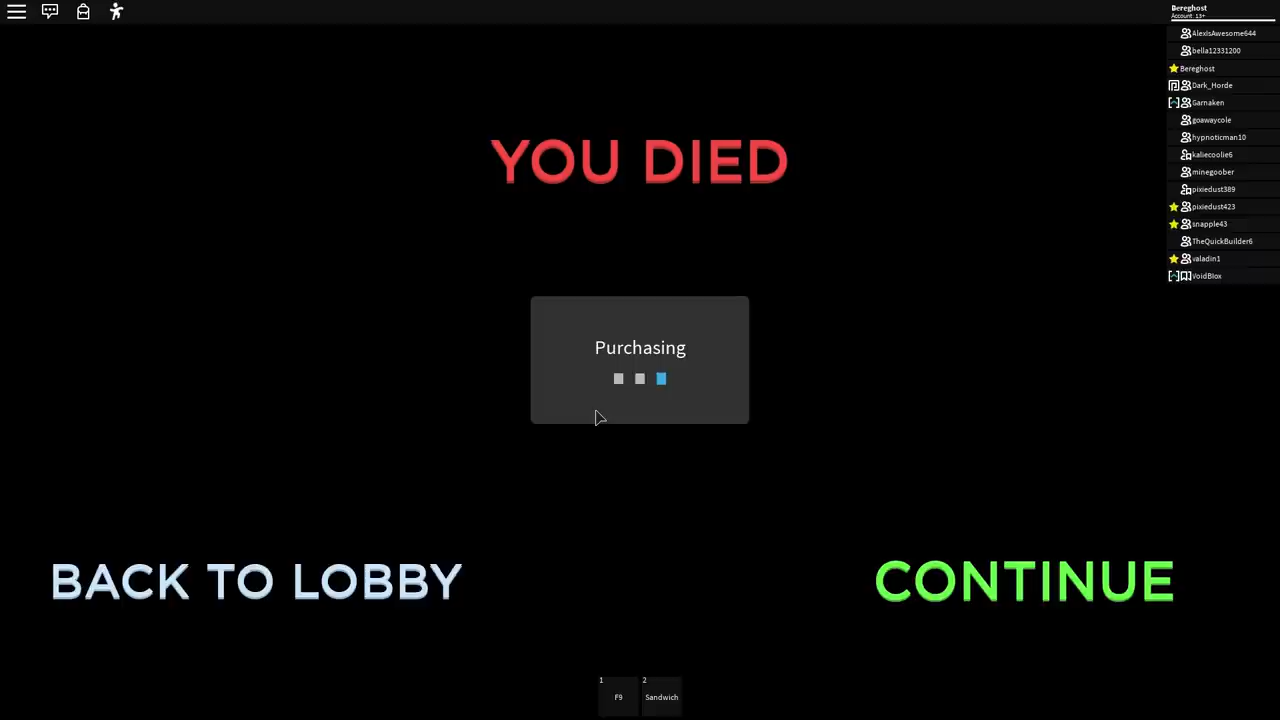 Bereghost
Account: 13+
AlexIsAwesome644
bella12331200
Bereghost
Dark_Horde
Garnaken
goawaycole
hypnoticman10
kaliecoolie6
minegoober
pixiedust389
pixiedust423
snapple43
TheQuickBuilder6
valadin1
VoidBlox
YOU DIED
Purchasing
BACK TO LOBBY
CONTINUE
1
F9
2
Sandwich